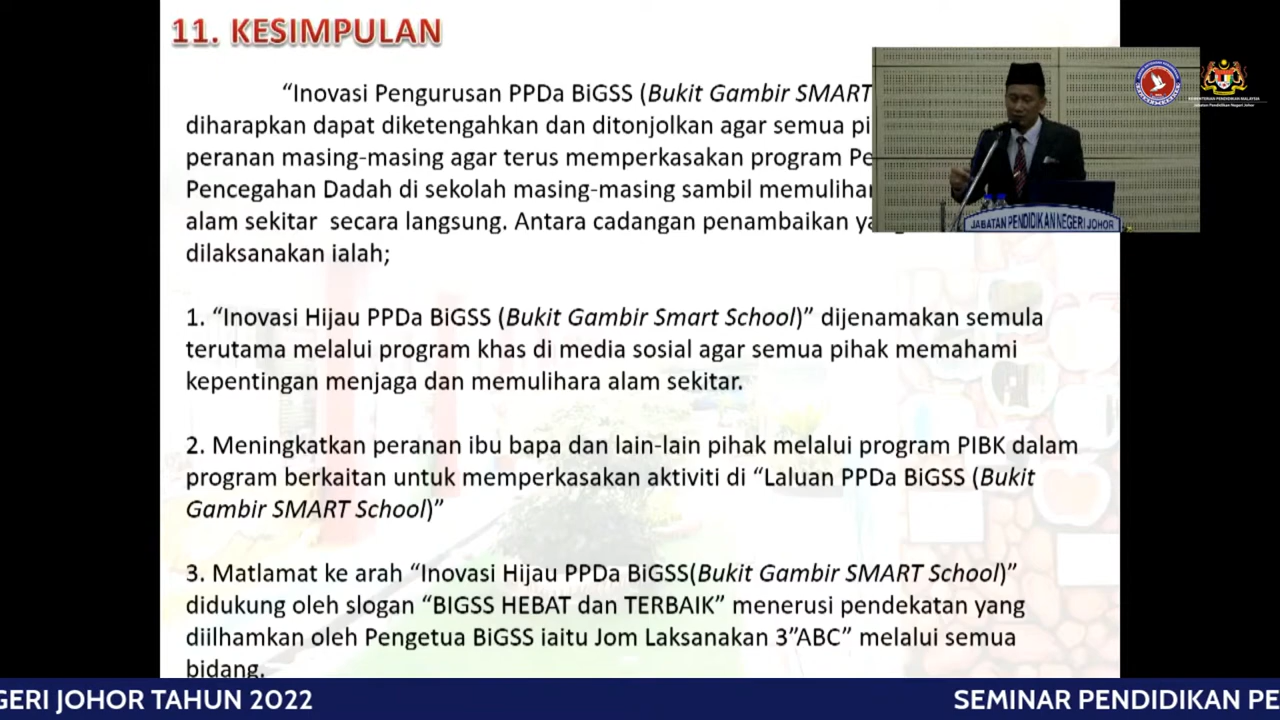 11. KESIMPULAN
“Inovasi Pengurusan PPDa BiGSS (Bukit Gambir SMART
diharapkan dapat diketengahkan dan ditonjolkan agar semua pi
peranan masing-masing agar terus memperkasakan program Pe
Pencegahan Dadah di sekolah masing-masing sambil memulihar
alam sekitar secara langsung. Antara cadangan penambaikan ya
dilaksanakan ialah;
1. “Inovasi Hijau PPDa BiGSS (Bukit Gambir Smart School)” dijenamakan semula
terutama melalui program khas di media sosial agar semua pihak memahami
kepentingan menjaga dan memulihara alam sekitar.
2. Meningkatkan peranan ibu bapa dan lain-lain pihak melalui program PIBK dalam
program berkaitan untuk memperkasakan aktiviti di “Laluan PPDa BiGSS (Bukit
Gambir SMART School)”
3. Matlamat ke arah “Inovasi Hijau PPDa BiGSS(Bukit Gambir SMART School)”
didukung oleh slogan “BIGSS HEBAT dan TERBAIK” menerusi pendekatan yang
diilhamkan oleh Pengetua BiGSS iaitu Jom Laksanakan 3”ABC” melalui semua
bidang.
JABATAN PENDIDIKAN NEGERI JOHOR
KEMENTERIAN PENDIDIKAN MALAYSIA
Jabatan Pendidikan Negeri Johor
GERI JOHOR TAHUN 2022
SEMINAR PENDIDIKAN PE